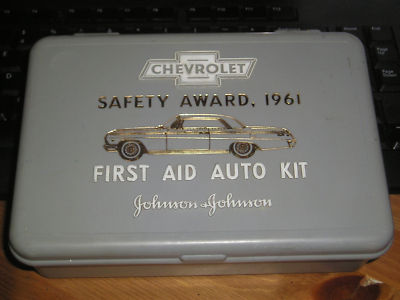 CHEVROLET
SAFETY AWARD, 1961
FIRST AID AUTO KIT
Johnson & Johnson